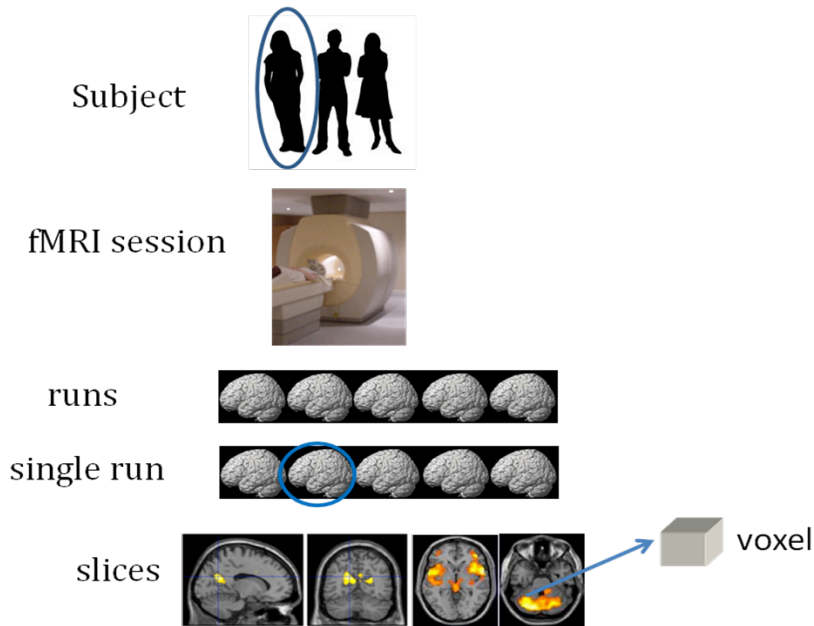 Subject
fMRI session
runs
single run
slices
voxel